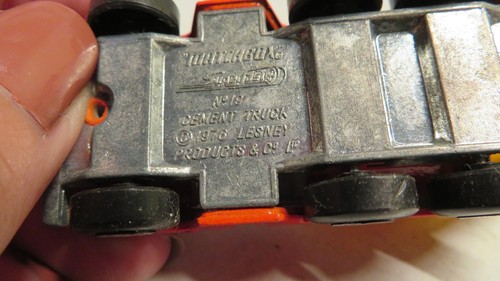 "MATCHBOX"
Superfast
Nº 19
CEMENT TRUCK
© 1976 LESNEY
PRODUCTS & Cº Lᴰ